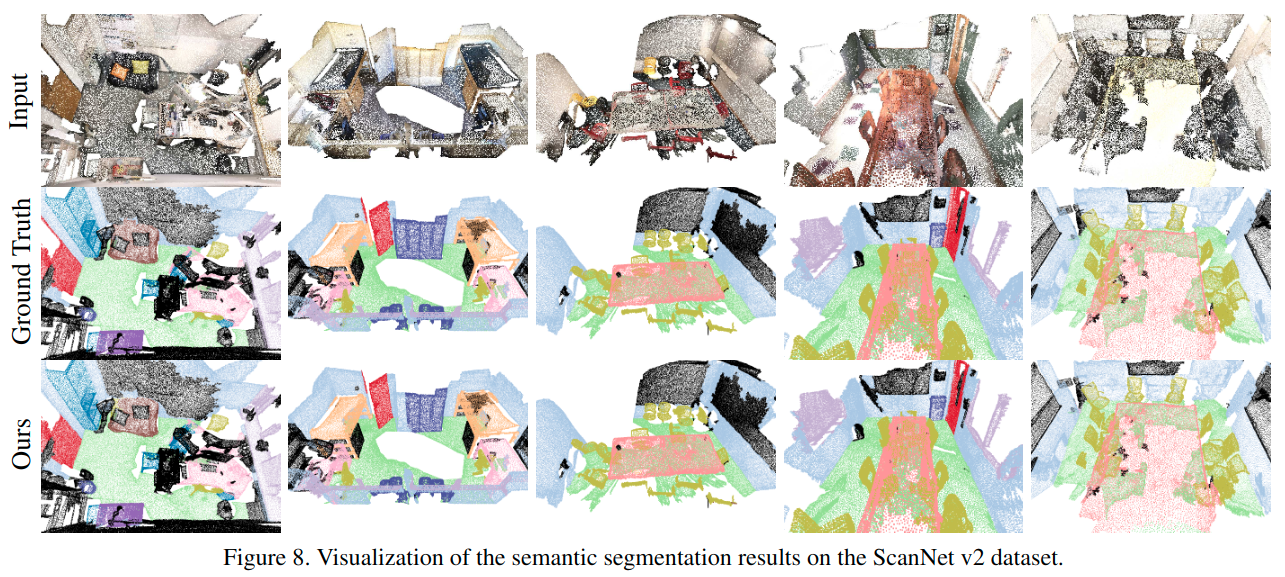 Input
Ground Truth
Ours
Figure 8. Visualization of the semantic segmentation results on the ScanNet v2 dataset.